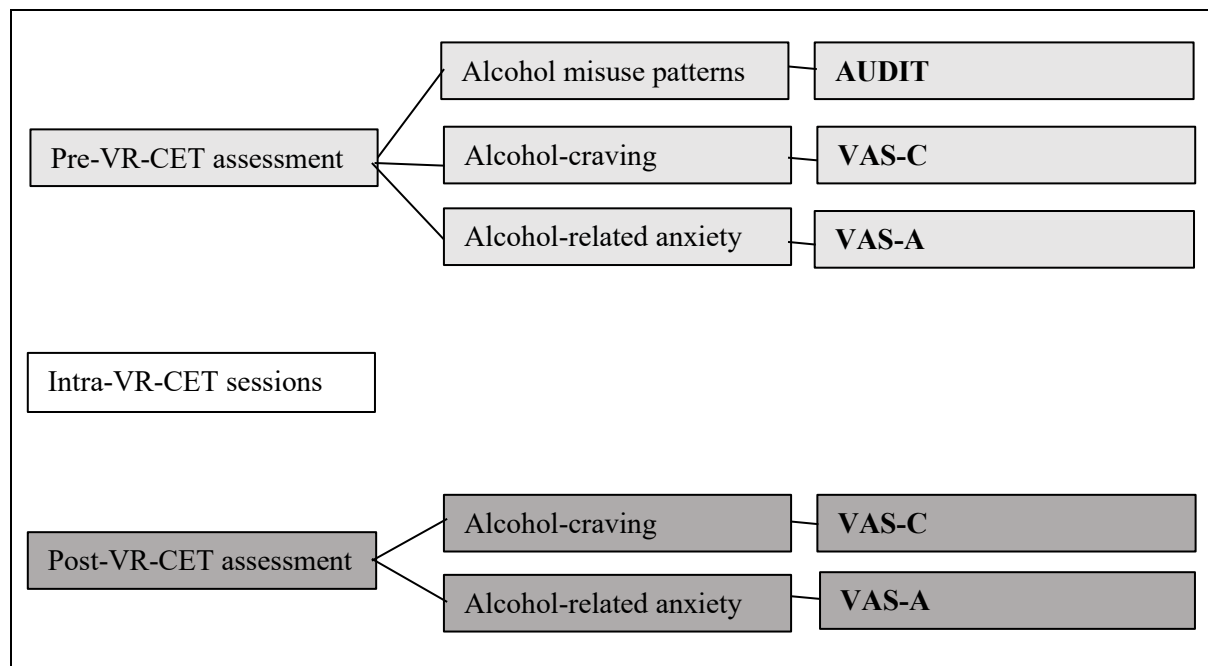 Alcohol misuse patterns
AUDIT
Pre-VR-CET assessment
Alcohol-craving
VAS-C
Alcohol-related anxiety
VAS-A
Intra-VR-CET sessions
Alcohol-craving
VAS-C
Post-VR-CET assessment
Alcohol-related anxiety
VAS-A